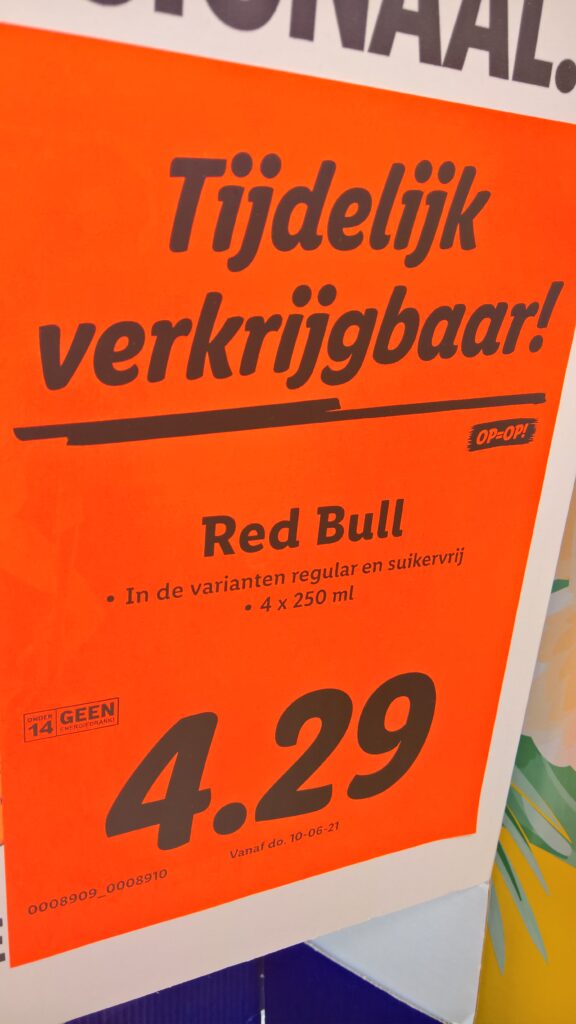 Tijdelijk
verkrijgbaar!
OP=OP!
Red Bull
• In de varianten regular en suikervrij
• 4 x 250 ml
ONDER 14 GEEN ENERGIEDRANK!
4.29
Vanaf do. 10-06-21
0008909_0008910